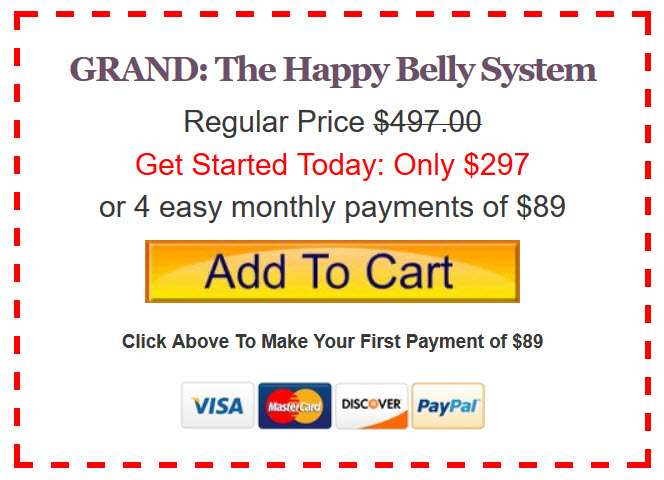 GRAND: The Happy Belly System
Regular Price $497.00
Get Started Today: Only $297
or 4 easy monthly payments of $89
Add To Cart
Click Above To Make Your First Payment of $89
VISA MasterCard DISCOVER PayPal